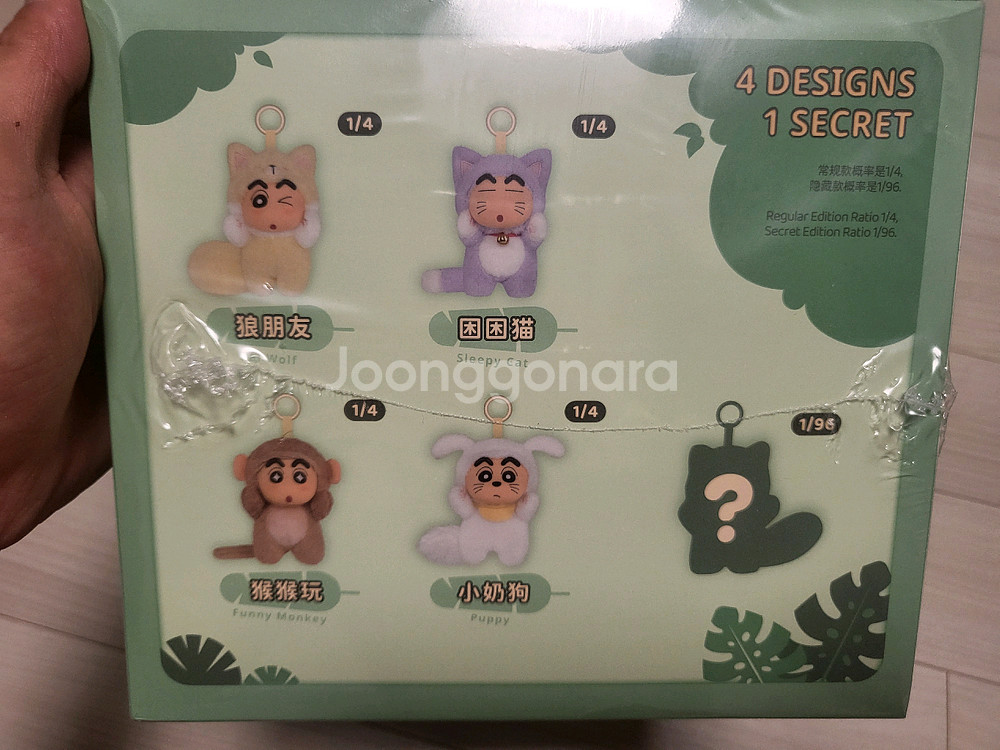 4 DESIGNS
1 SECRET
常规款概率是1/4,
隐藏款概率是1/96.
Regular Edition Ratio 1/4,
Secret Edition Ratio 1/96.
1/4
1/4
狼朋友
困困猫
Wolf
Sleepy Cat
Joonggonara
1/4
1/4
1/96
猴猴玩
小奶狗
Funny Monkey
Puppy